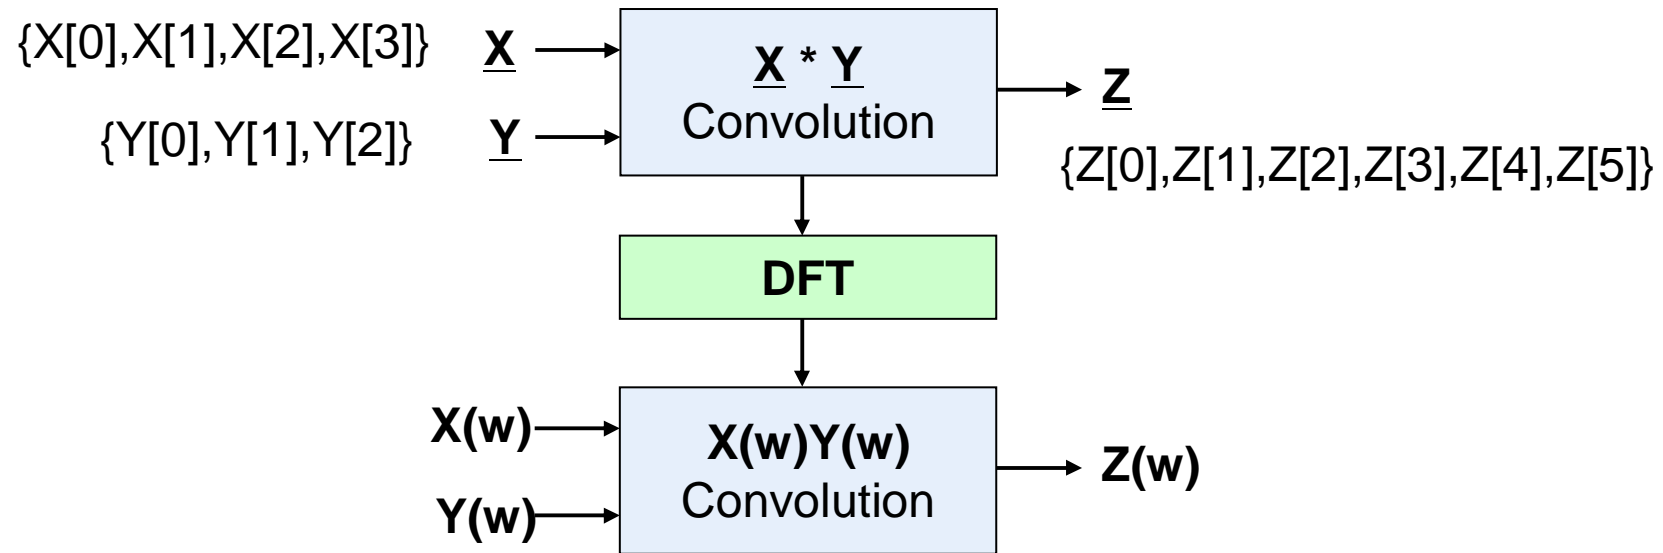 {X[0],X[1],X[2],X[3]}
X
{Y[0],Y[1],Y[2]}
Y
X * Y
Convolution
Z
{Z[0],Z[1],Z[2],Z[3],Z[4],Z[5]}
DFT
X(w)
Y(w)
X(w)Y(w)
Convolution
Z(w)